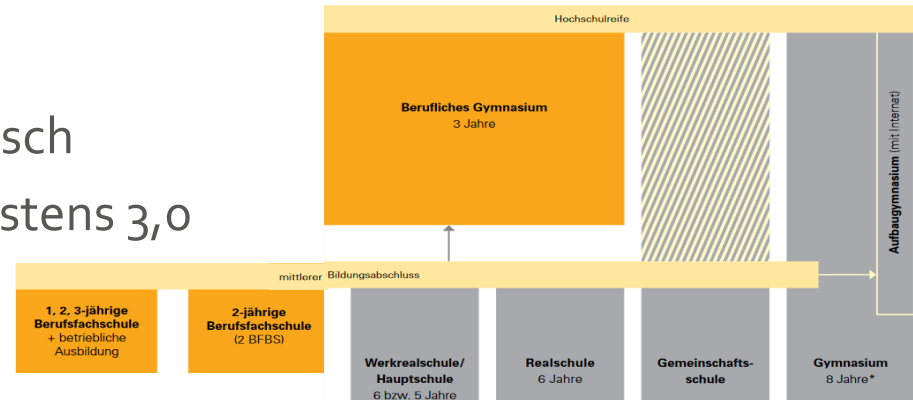 Hochschulreife
Berufliches Gymnasium
3 Jahre
Aufbaugymnasium (mit Internat)
sch
stens 3,0
mittlerer Bildungsabschluss
1, 2, 3-jährige
Berufsfachschule
+ betriebliche
Ausbildung
2-jährige
Berufsfachschule
(2 BFBS)
Werkrealschule/
Hauptschule
6 bzw. 5 Jahre
Realschule
6 Jahre
Gemeinschafts-
schule
Gymnasium
8 Jahre*